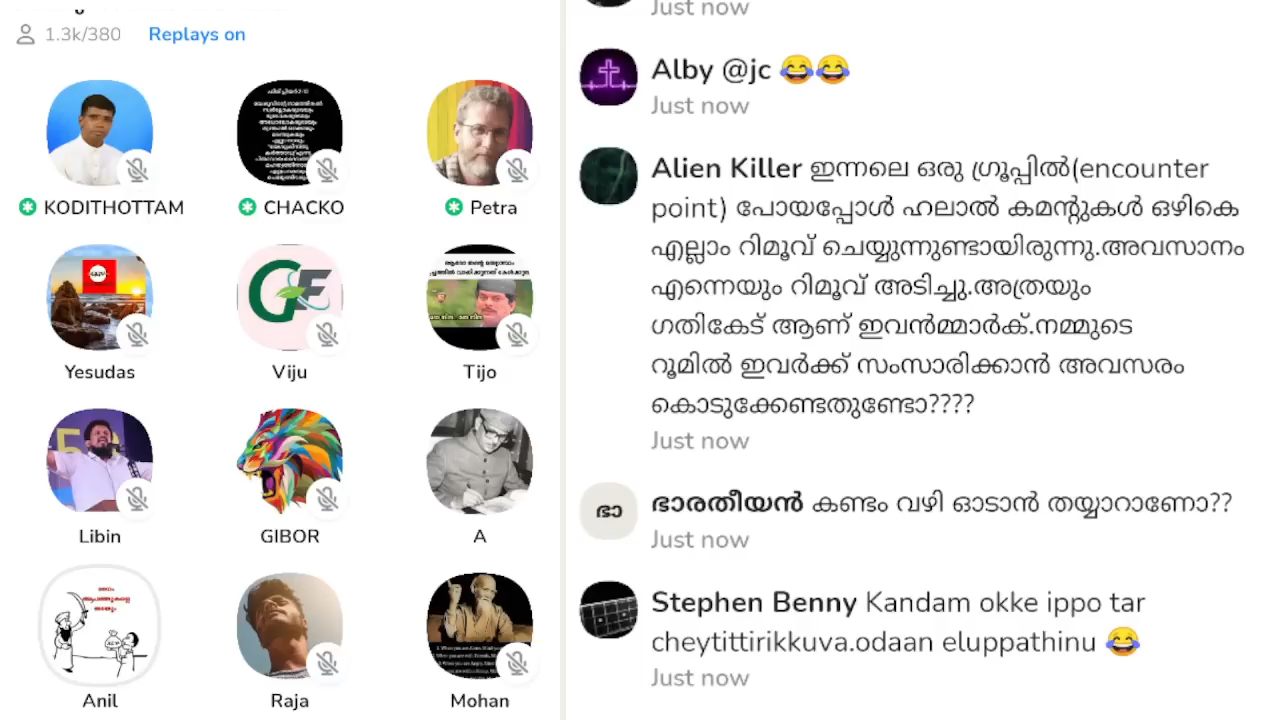 1.3k/380 Replays on
KODITHOTTAM CHACKO Petra
Yesudas Viju Tijo
Libin GIBOR A
Anil Raja Mohan
Just now
Alby @jc 😂😂
Just now
Alien Killer ഇന്നലെ ഒരു ഗ്രൂപ്പിൽ(encounter
point) പോയപ്പോൾ ഹലാൽ കമൻ്റുകൾ ഒഴികെ
എല്ലാം റിമൂവ് ചെയ്യുന്നുണ്ടായിരുന്നു.അവസാനം
എന്നെയും റിമൂവ് അടിച്ചു.അത്രയും
ഗതികേട് ആണ് ഇവൻമ്മാർക്.നമ്മുടെ
റൂമിൽ ഇവർക്ക് സംസാരിക്കാൻ അവസരം
കൊടുക്കേണ്ടതുണ്ടോ????
Just now
ഭാ
ഭാരതീയൻ കണ്ടം വഴി ഓടാൻ തയ്യാറാണോ??
Just now
Stephen Benny Kandam okke ippo tar
cheytittirikkuva.odaan eluppathinu 😂
Just now